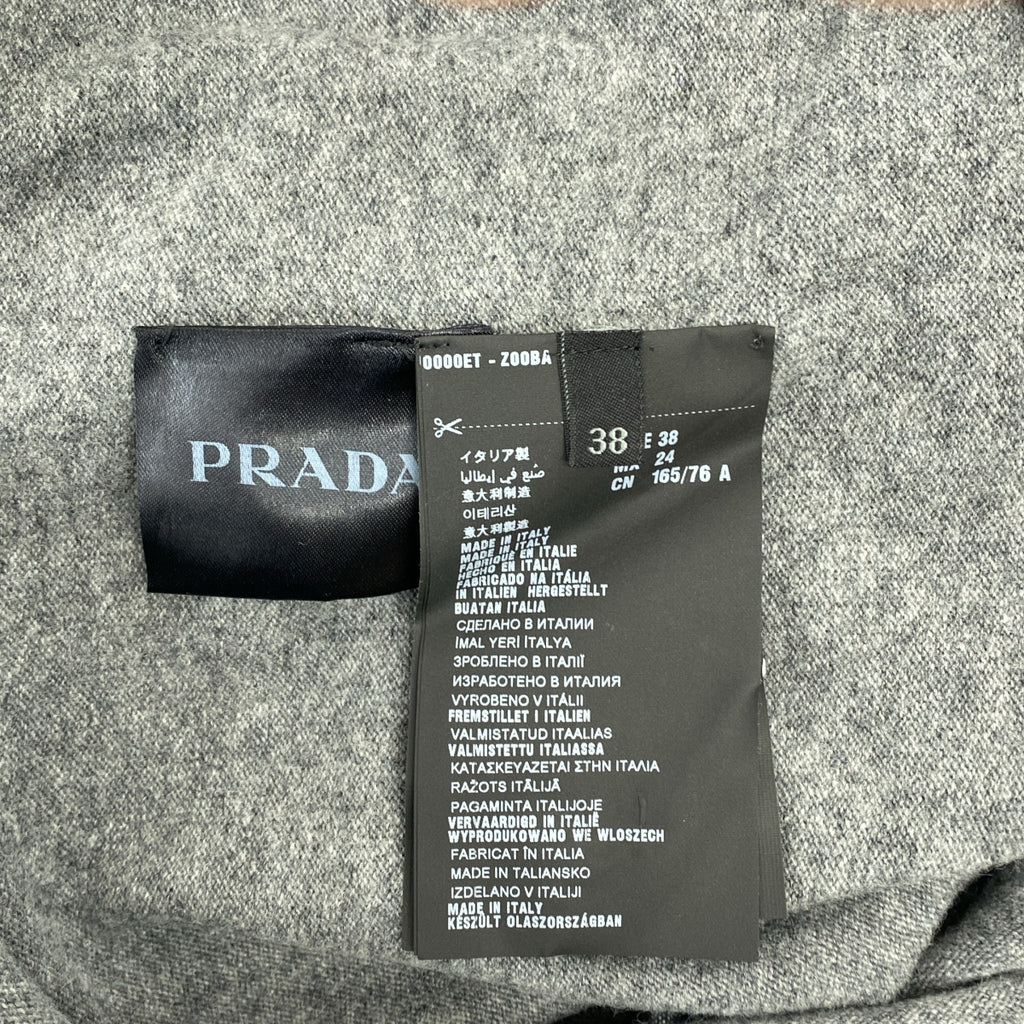 PRADA
0000ET - Z00BA
38
E 38
24
CN 165/76 A
イタリア製
صنع في إيطاليا
意大利制造
이테리산
意大利製造
MADE IN ITALY
MADE IN ITALY
FABRIQUÉ EN ITALIE
HECHO EN ITALIA
FABRICADO NA ITÁLIA
IN ITALIEN HERGESTELLT
BUATAN ITALIA
СДЕЛАНО В ИТАЛИИ
İMAL YERİ İTALYA
ЗРОБЛЕНО В ІТАЛІЇ
ИЗРАБОТЕНО В ИТАЛИЯ
VYROBENO V ITÁLII
FREMSTILLET I ITALIEN
VALMISTATUD ITAALIAS
VALMISTETTU ITALIASSA
ΚΑΤΑΣΚΕΥΑΖΕΤΑΙ ΣΤΗΝ ΙΤΑΛΙΑ
RAŽOTS ITĀLIJĀ
PAGAMINTA ITALIJOJE
VERVAARDIGD IN ITALIË
WYPRODUKOWANO WE WLOSZECH
FABRICAT ÎN ITALIA
MADE IN TALIANSKO
IZDELANO V ITALIJI
MADE IN ITALY
KÉSZÜLT OLASZORSZÁGBAN